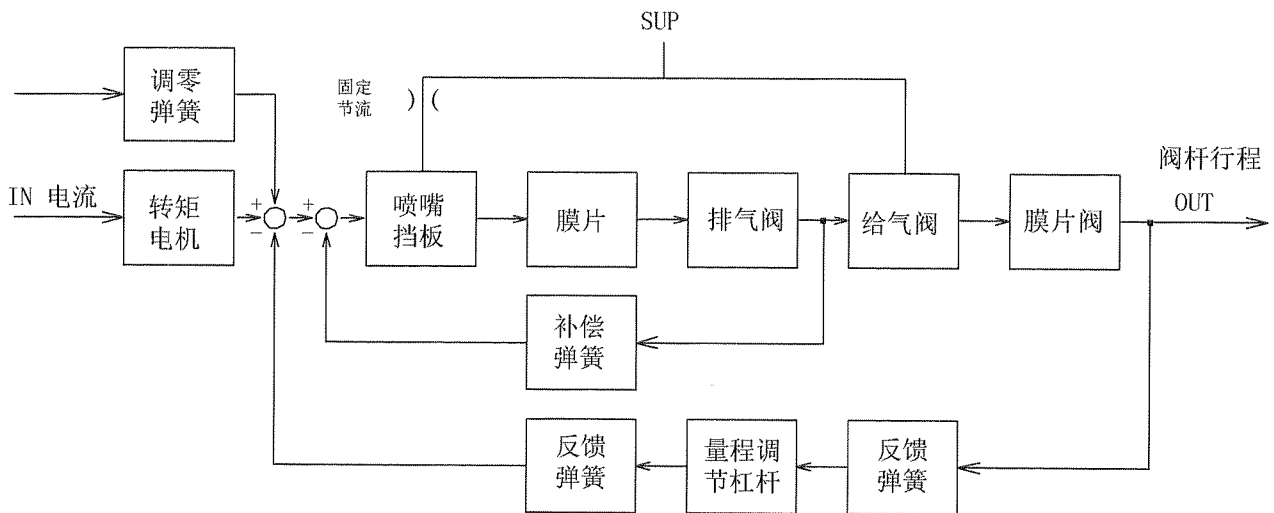 SUP
调零
弹簧
固定
节流
)(
IN 电流
转矩
电机
+
−
+
−
喷嘴
挡板
膜片
排气阀
给气阀
膜片阀
阀杆行程
OUT
补偿
弹簧
反馈
弹簧
量程调
节杠杆
反馈
弹簧